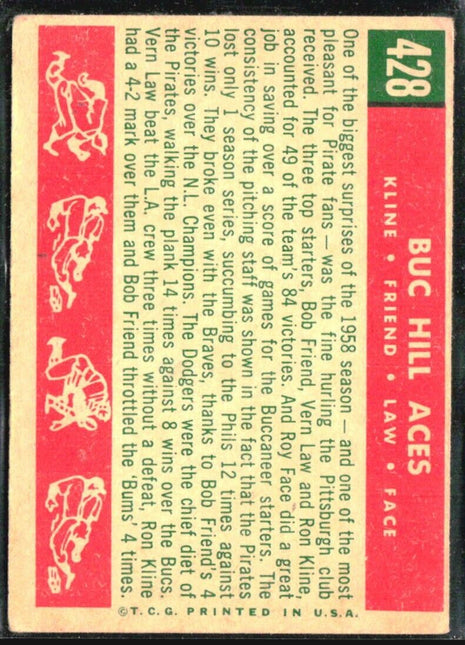 428
BUC HILL ACES
KLINE • FRIEND • LAW • FACE
One of the biggest surprises of the 1958 season — and one of the most
pleasant for Pirate fans — was the fine hurling the Pittsburgh club
received. The three top starters, Bob Friend, Vern Law and Ron Kline,
accounted for 49 of the team's 84 victories. And Roy Face did a great
job in saving over a score of games for the Buccaneer starters. The
consistency of the pitching staff was shown in the fact that the Pirates
lost only 1 season series, succumbing to the Phils 12 times against
10 wins. They broke even with the Braves, thanks to Bob Friend's 4
victories over the N.L. Champions. The Dodgers were the chief diet of
the Pirates, walking the plank 14 times against 8 wins over the Bucs.
Vern Law beat the L.A. crew three times without a defeat, Ron Kline
had a 4-2 mark over them and Bob Friend throttled the 'Bums' 4 times.
©T.C.G. PRINTED IN U.S.A.